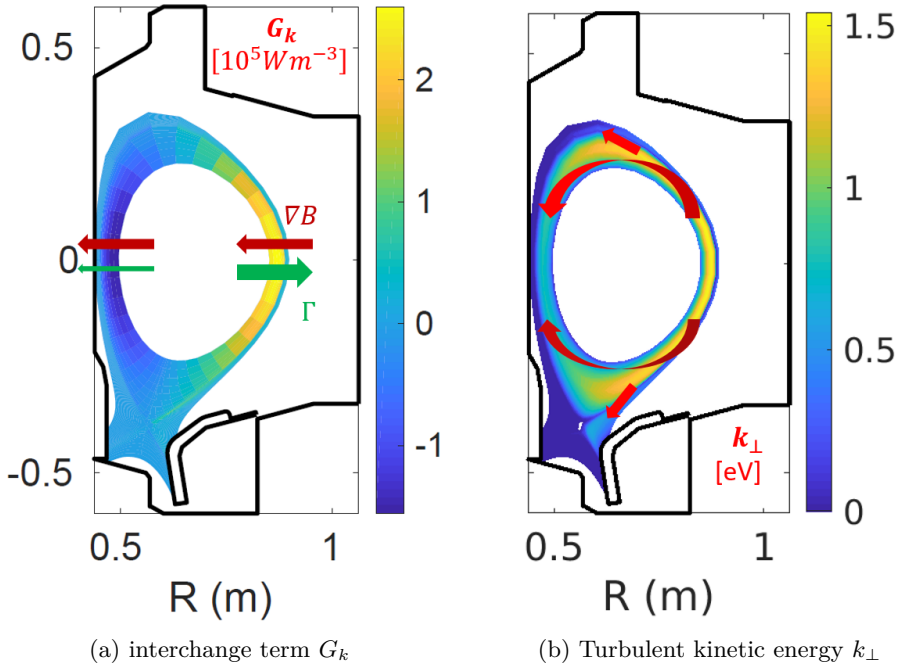 G_k
[10^5 Wm^-3]
0.5
0
-0.5
0.5
1
R (m)
2
1
0
-1
∇B
Γ
(a) interchange term G_k
k_⊥
[eV]
0.5
1
R (m)
1.5
1
0.5
0
(b) Turbulent kinetic energy k_⊥